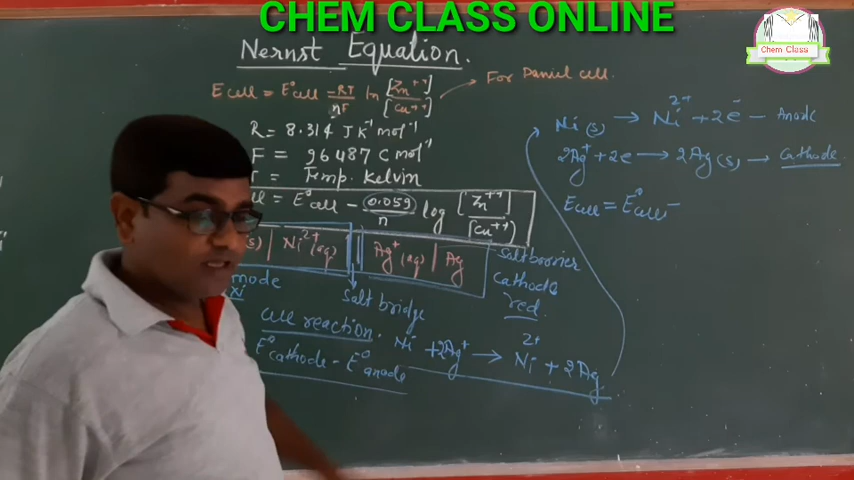 CHEM CLASS ONLINE
Chem Class
Nernst Equation.
Ecell = E°cell - RT/nF ln [Zn++]/[Cu++] → For Daniel cell.
R = 8.314 JK⁻¹ mol⁻¹
F = 96487 C mol⁻¹
= Temp. Kelvin
= E°cell - 0.059/n log [Zn++]/[Cu++]
(s) | Ni²⁺(aq) || Ag⁺(aq) | Ag
Salt bridge
Cathode
red.
cell reaction. Ni + 2Ag⁺ → Ni²⁺ + 2Ag
E°cathode - E°anode
Ni(s) → Ni²⁺ + 2e⁻ - Anode
2Ag⁺ + 2e → 2Ag(s) → Cathode.
Ecell = E°cell -